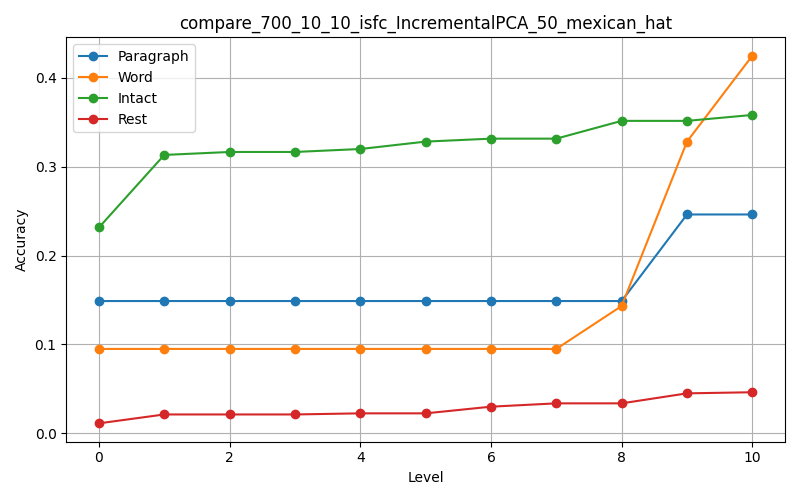 compare_700_10_10_isfc_IncrementalPCA_50_mexican_hat
Paragraph
Word
Intact
Rest
Accuracy
0.4
0.3
0.2
0.1
0.0
0 2 4 6 8 10
Level